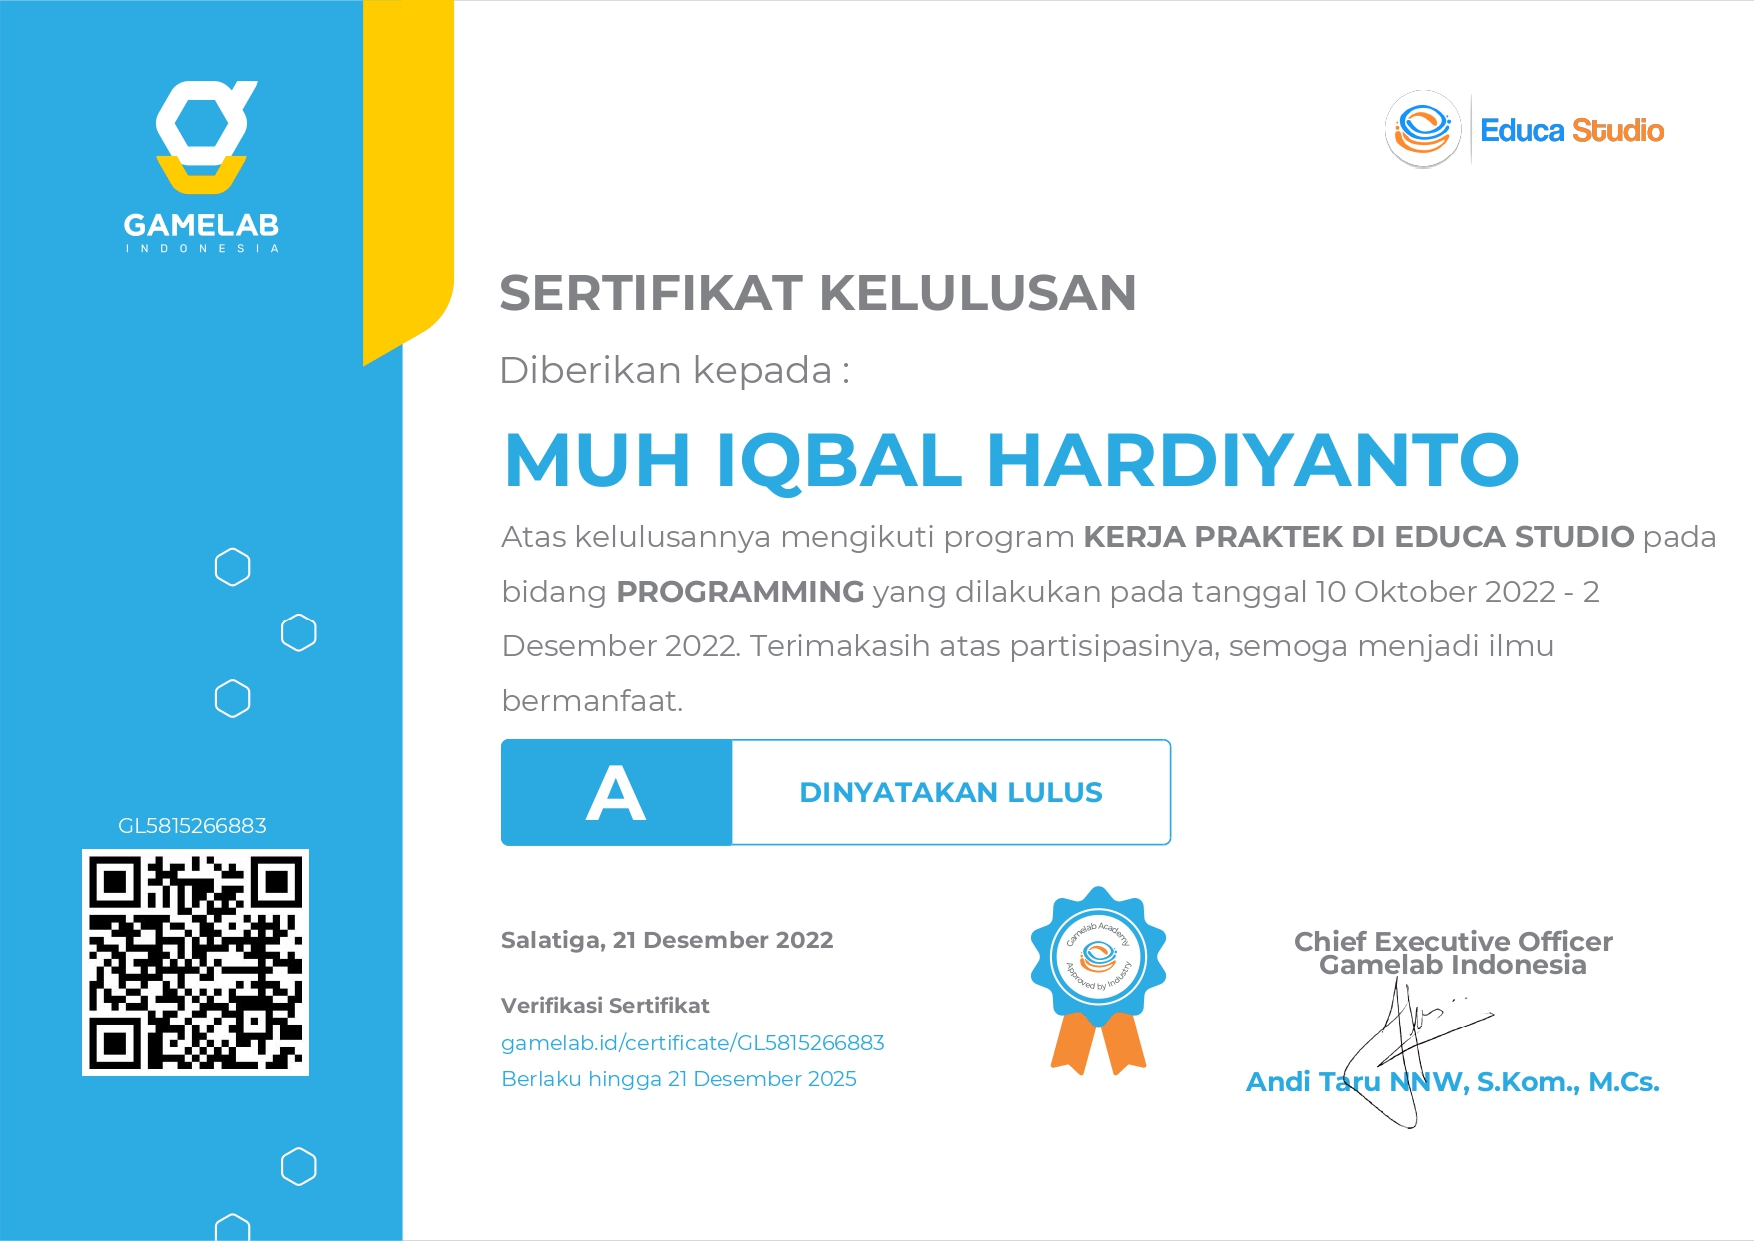 GAMELAB
INDONESIA
Educa Studio
SERTIFIKAT KELULUSAN
Diberikan kepada :
MUH IQBAL HARDIYANTO
Atas kelulusannya mengikuti program KERJA PRAKTEK DI EDUCA STUDIO pada
bidang PROGRAMMING yang dilakukan pada tanggal 10 Oktober 2022 - 2
Desember 2022. Terimakasih atas partisipasinya, semoga menjadi ilmu
bermanfaat.
A
DINYATAKAN LULUS
GL5815266883
Salatiga, 21 Desember 2022
Verifikasi Sertifikat
gamelab.id/certificate/GL5815266883
Berlaku hingga 21 Desember 2025
Gamelab Academy
Approved by Industry
Chief Executive Officer
Gamelab Indonesia
Andi Taru NNW, S.Kom., M.Cs.